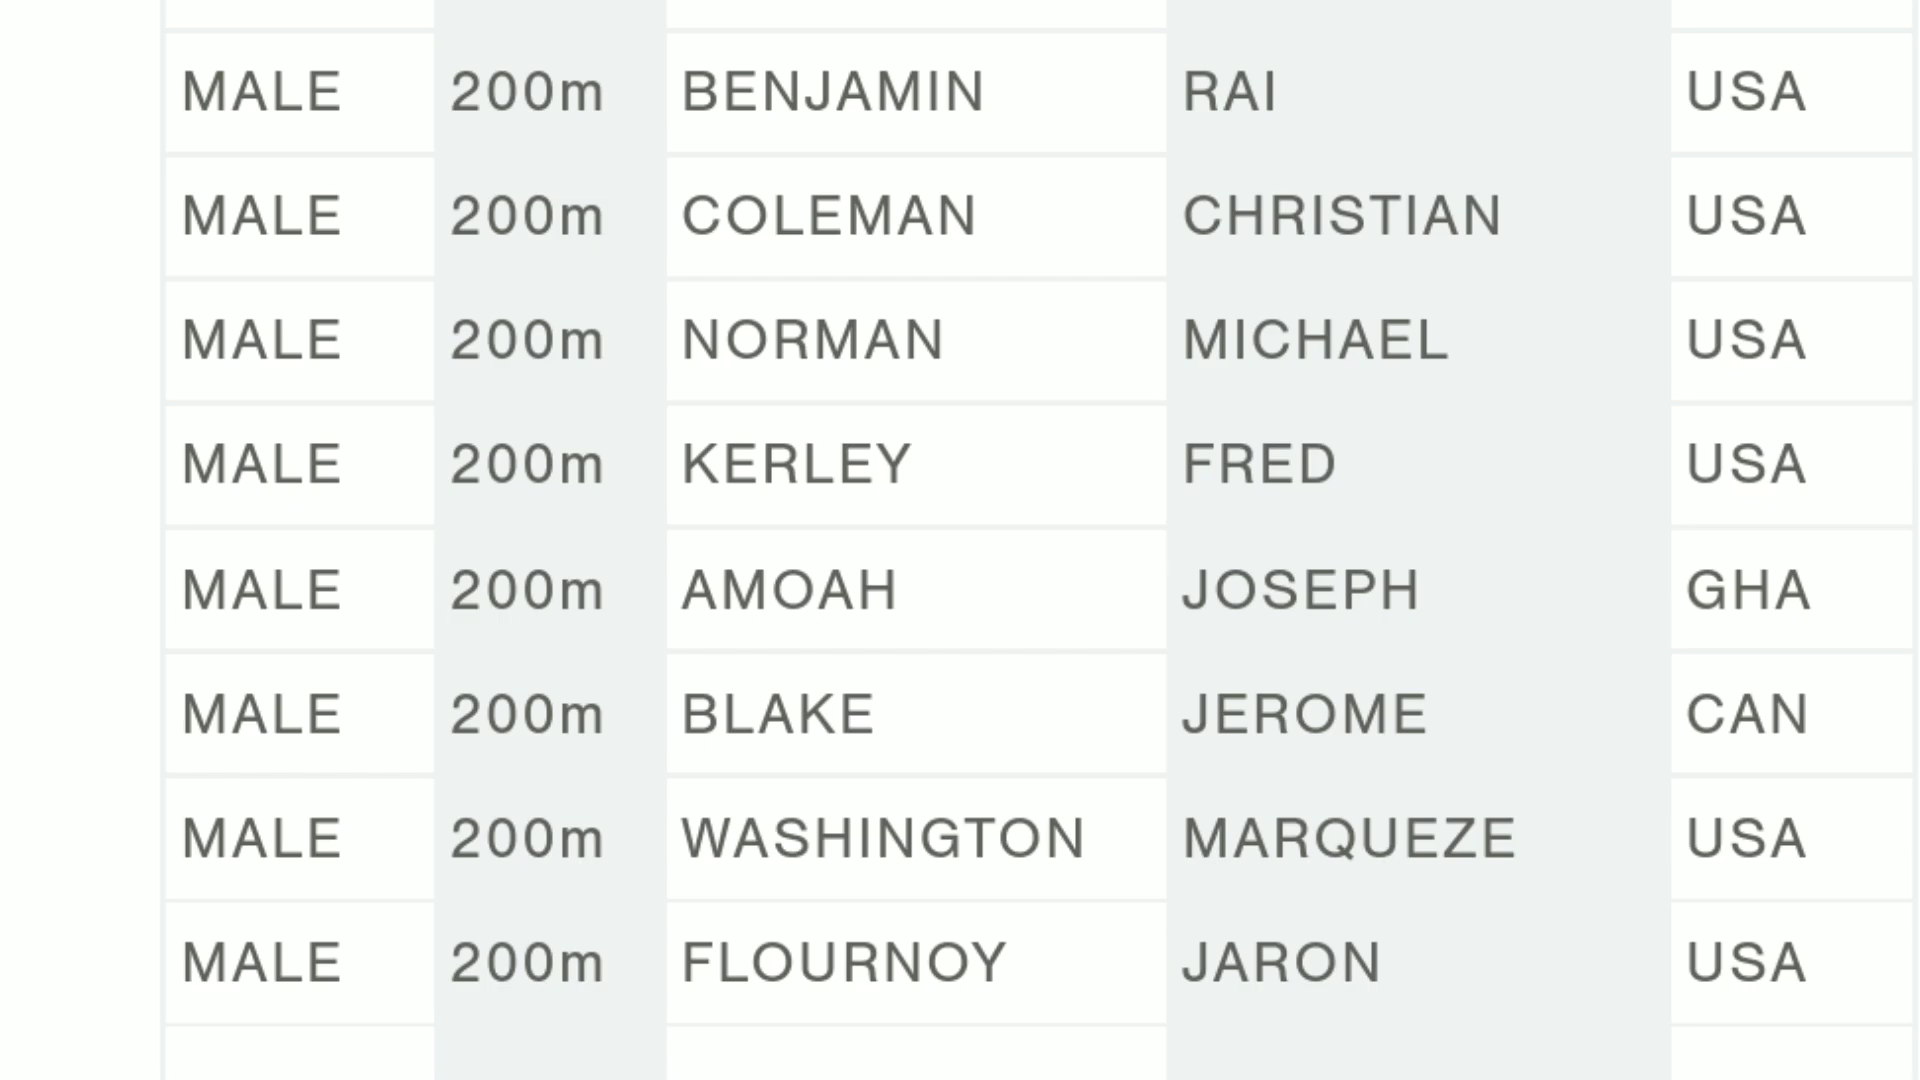 MALE 200m BENJAMIN RAI USA
MALE 200m COLEMAN CHRISTIAN USA
MALE 200m NORMAN MICHAEL USA
MALE 200m KERLEY FRED USA
MALE 200m AMOAH JOSEPH GHA
MALE 200m BLAKE JEROME CAN
MALE 200m WASHINGTON MARQUEZE USA
MALE 200m FLOURNOY JARON USA